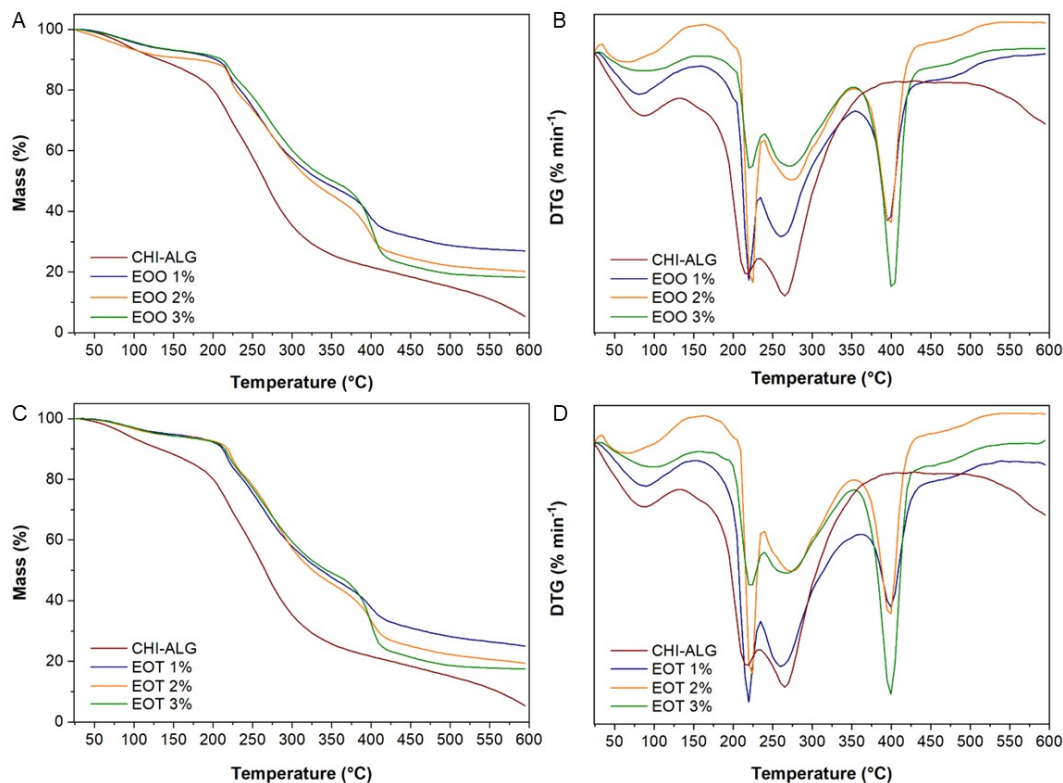 A
100
80
60
40
20
0
Mass (%)
CHI-ALG
EOO 1%
EOO 2%
EOO 3%
50 100 150 200 250 300 350 400 450 500 550 600
Temperature (°C)
B
DTG (% min-1)
CHI-ALG
EOO 1%
EOO 2%
EOO 3%
50 100 150 200 250 300 350 400 450 500 550 600
Temperature (°C)
C
100
80
60
40
20
0
Mass (%)
CHI-ALG
EOT 1%
EOT 2%
EOT 3%
50 100 150 200 250 300 350 400 450 500 550 600
Temperature (°C)
D
DTG (% min-1)
CHI-ALG
EOT 1%
EOT 2%
EOT 3%
50 100 150 200 250 300 350 400 450 500 550 600
Temperature (°C)